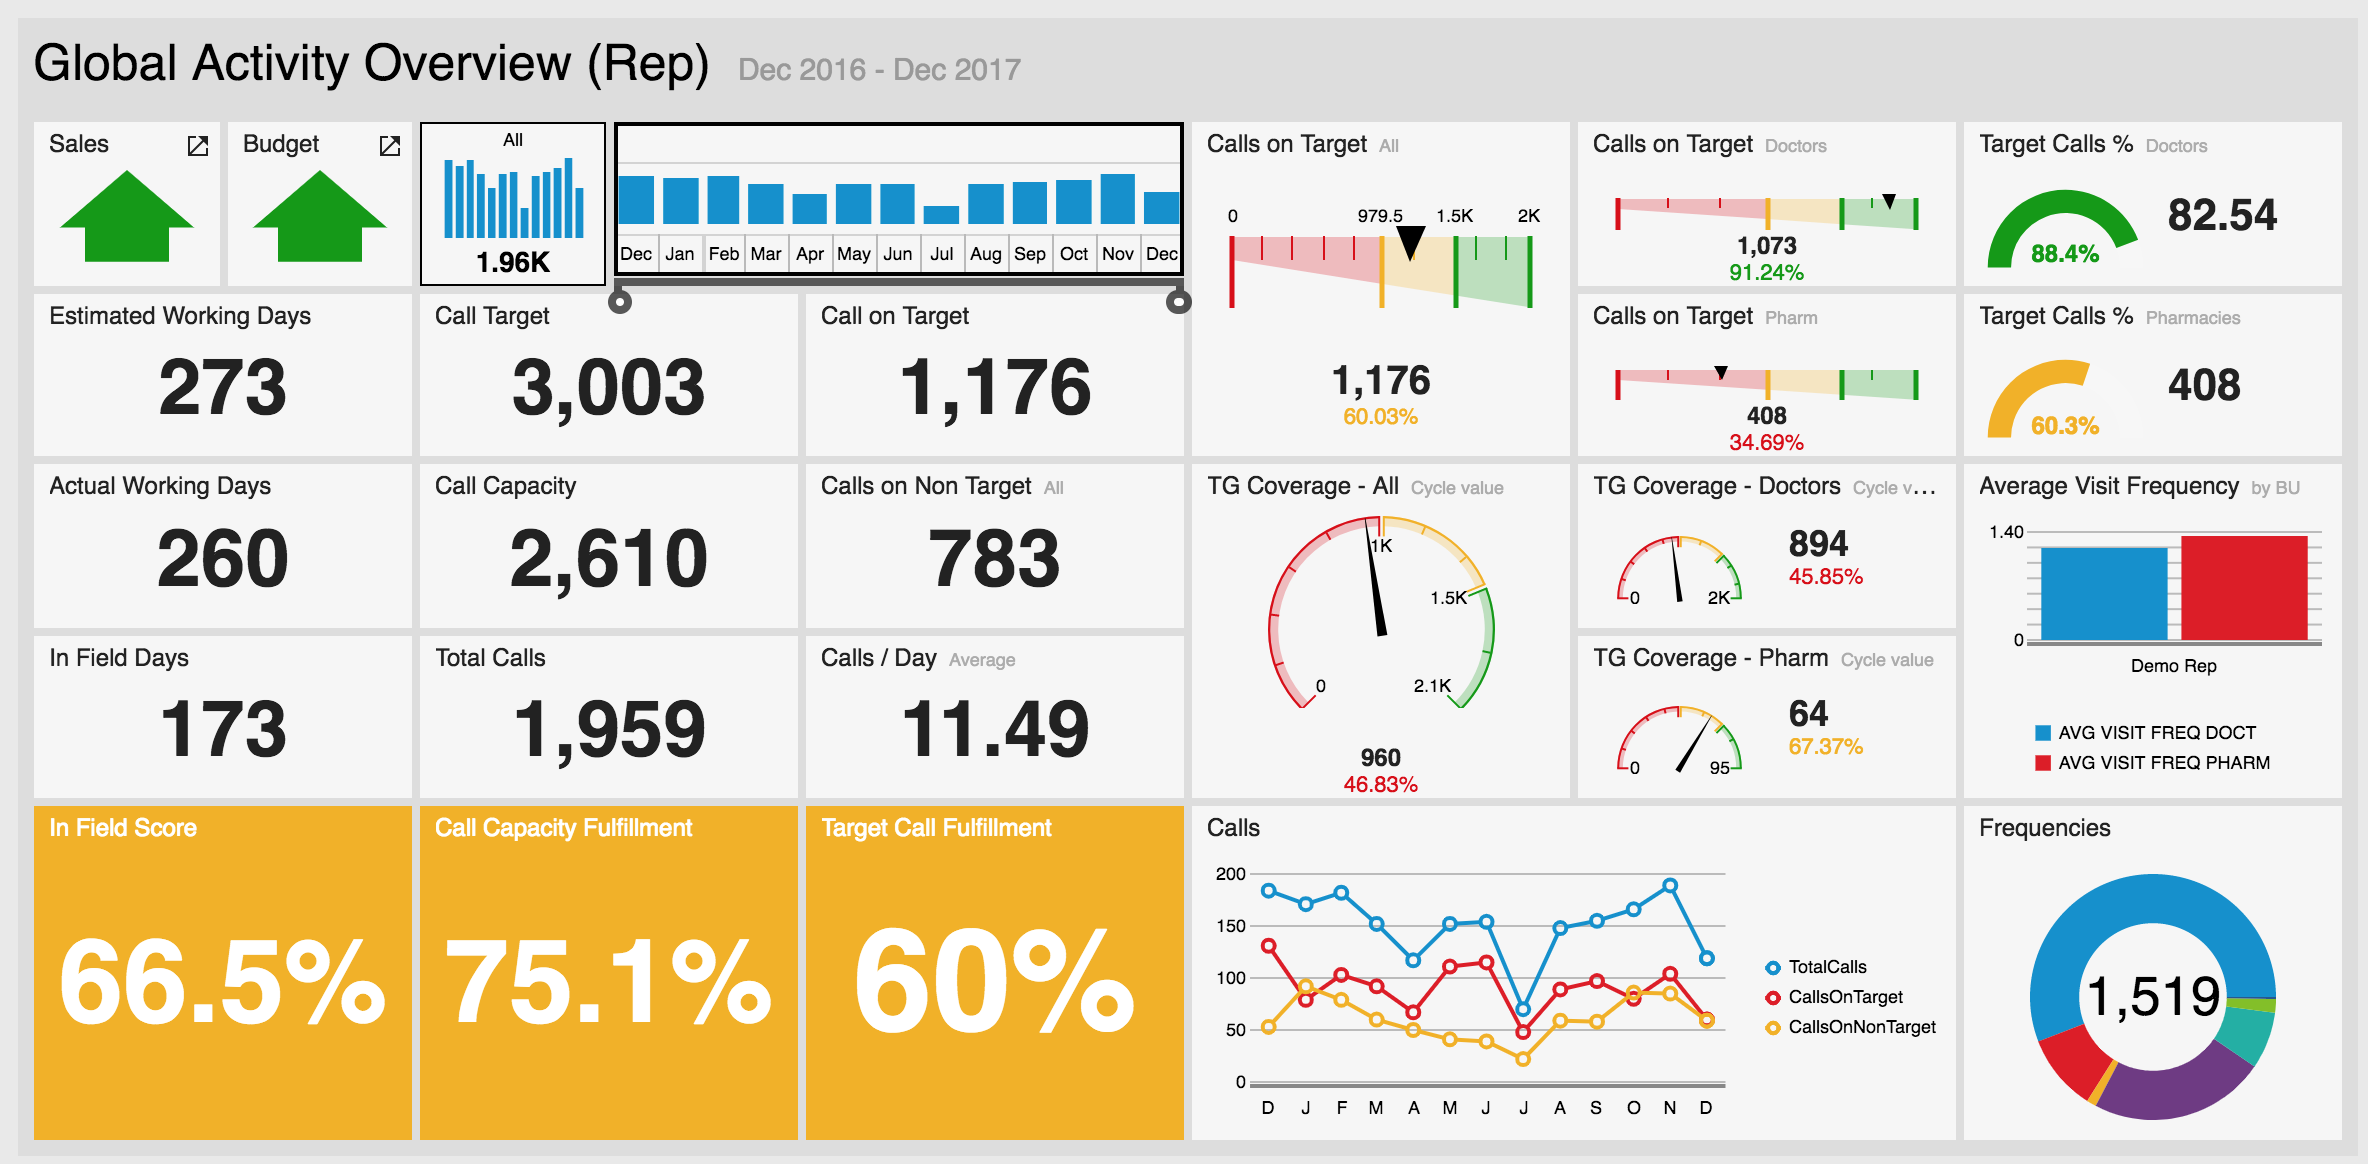 Global Activity Overview (Rep) Dec 2016 - Dec 2017
Sales
Budget
All
1.96K
Dec Jan Feb Mar Apr May Jun Jul Aug Sep Oct Nov Dec
Calls on Target All
0 979.5 1.5K 2K
1,176
60.03%
Calls on Target Doctors
1,073
91.24%
Target Calls % Doctors
88.4%
82.54
Estimated Working Days
273
Call Target
3,003
Call on Target
1,176
Calls on Target Pharm
408
34.69%
Target Calls % Pharmacies
60.3%
408
Actual Working Days
260
Call Capacity
2,610
Calls on Non Target All
783
TG Coverage - All Cycle value
1K
1.5K
0 2.1K
960
46.83%
TG Coverage - Doctors Cycle v...
0 2K
894
45.85%
Average Visit Frequency by BU
1.40
0
Demo Rep
AVG VISIT FREQ DOCT
AVG VISIT FREQ PHARM
In Field Days
173
Total Calls
1,959
Calls / Day Average
11.49
TG Coverage - Pharm Cycle value
0 95
64
67.37%
In Field Score
66.5%
Call Capacity Fulfillment
75.1%
Target Call Fulfillment
60%
Calls
200
150
100
50
0
D J F M A M J J A S O N D
TotalCalls
CallsOnTarget
CallsOnNonTarget
Frequencies
1,519